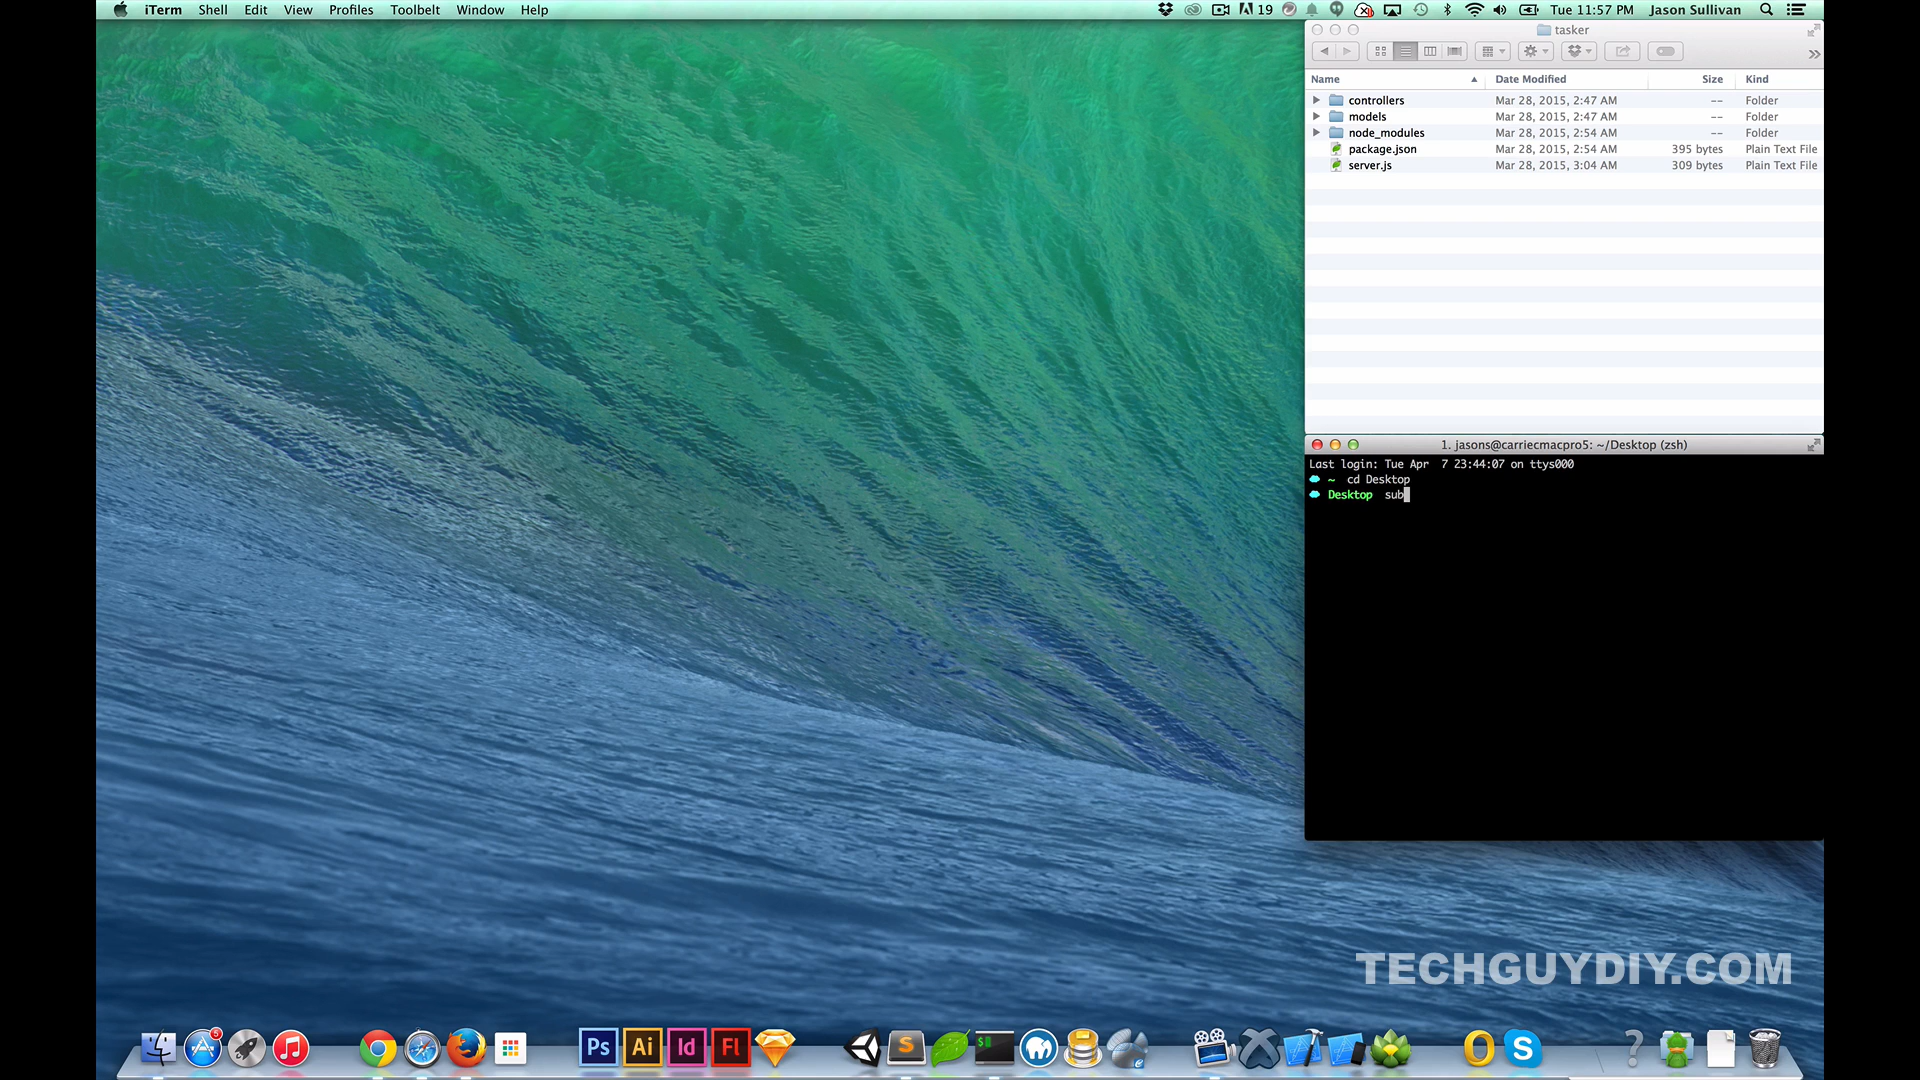 iTerm Shell Edit View Profiles Toolbelt Window Help 19 Tue 11:57 PM Jason Sullivan
tasker
Name Date Modified Size Kind
controllers Mar 28, 2015, 2:47 AM -- Folder
models Mar 28, 2015, 2:47 AM -- Folder
node_modules Mar 28, 2015, 2:54 AM -- Folder
package.json Mar 28, 2015, 2:54 AM 395 bytes Plain Text File
server.js Mar 28, 2015, 3:04 AM 309 bytes Plain Text File
1. jasons@carriecmacpro5: ~/Desktop (zsh)
Last login: Tue Apr 7 23:44:07 on ttys000
~ cd Desktop
Desktop sub
TECHGUYDIY.COM
5
Ps Ai Id Fl S $ O S ?